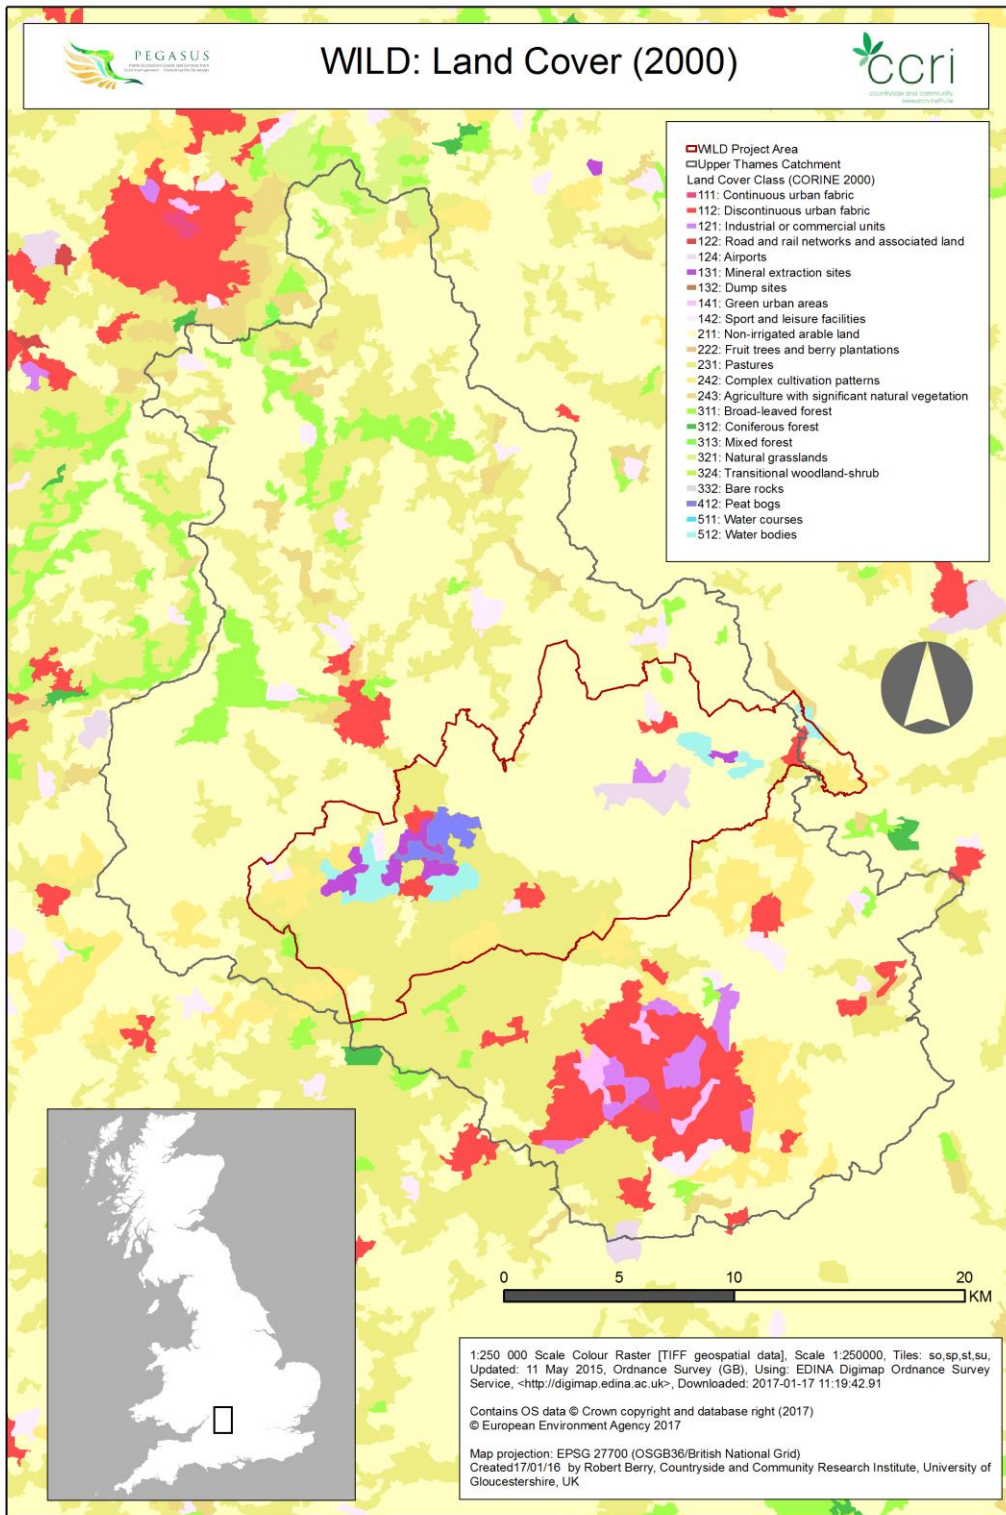 PEGASUS
WILD: Land Cover (2000)
ccri
countryside and community
research institute
WILD Project Area
Upper Thames Catchment
Land Cover Class (CORINE 2000)
111: Continuous urban fabric
112: Discontinuous urban fabric
121: Industrial or commercial units
122: Road and rail networks and associated land
124: Airports
131: Mineral extraction sites
132: Dump sites
141: Green urban areas
142: Sport and leisure facilities
211: Non-irrigated arable land
222: Fruit trees and berry plantations
231: Pastures
242: Complex cultivation patterns
243: Agriculture with significant natural vegetation
311: Broad-leaved forest
312: Coniferous forest
313: Mixed forest
321: Natural grasslands
324: Transitional woodland-shrub
332: Bare rocks
412: Peat bogs
511: Water courses
512: Water bodies
0 5 10 20
KM
1:250 000 Scale Colour Raster [TIFF geospatial data], Scale 1:250000, Tiles: so,sp,st,su,
Updated: 11 May 2015, Ordnance Survey (GB), Using: EDINA Digimap Ordnance Survey
Service, <http://digimap.edina.ac.uk>, Downloaded: 2017-01-17 11:19:42.91
Contains OS data © Crown copyright and database right (2017)
© European Environment Agency 2017
Map projection: EPSG 27700 (OSGB36/British National Grid)
Created17/01/16 by Robert Berry, Countryside and Community Research Institute, University of
Gloucestershire, UK